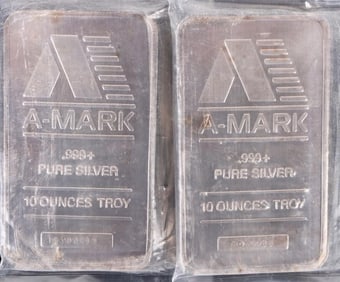 A-MARK
.999+
PURE SILVER
10 OUNCES TROY
A-MARK
.999+
PURE SILVER
10 OUNCES TROY